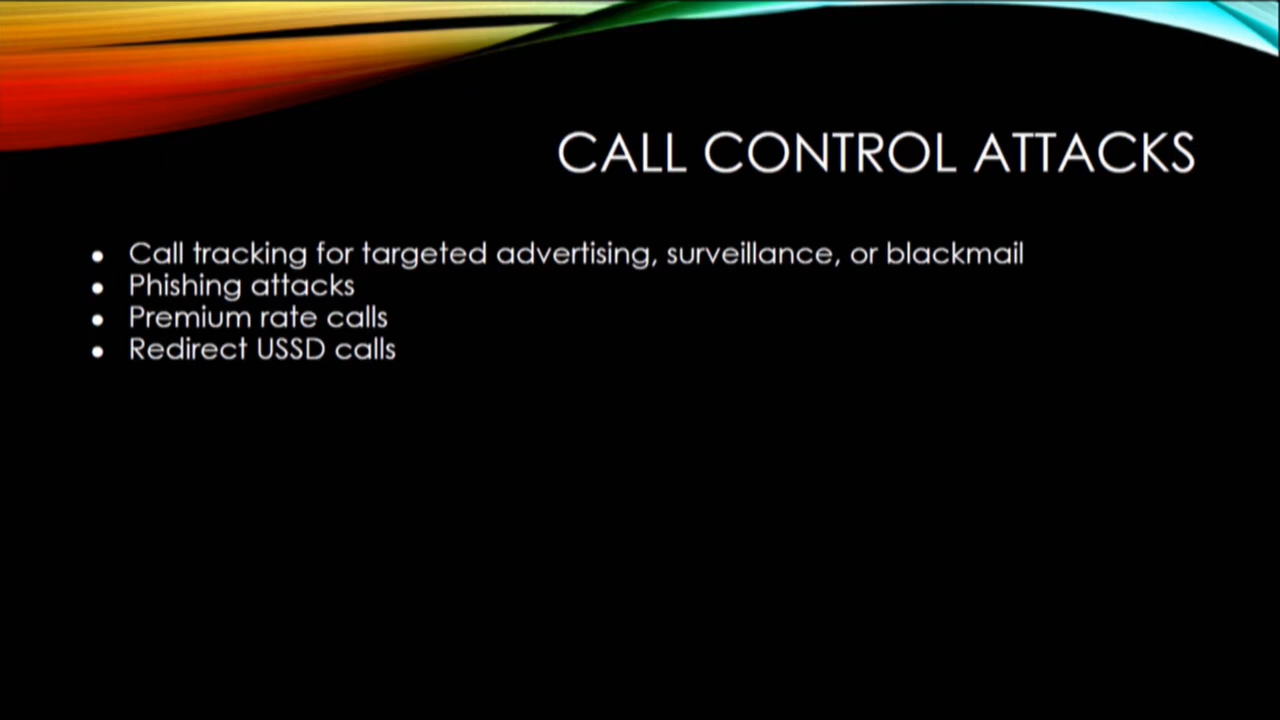 CALL CONTROL ATTACKS
• Call tracking for targeted advertising, surveillance, or blackmail
• Phishing attacks
• Premium rate calls
• Redirect USSD calls